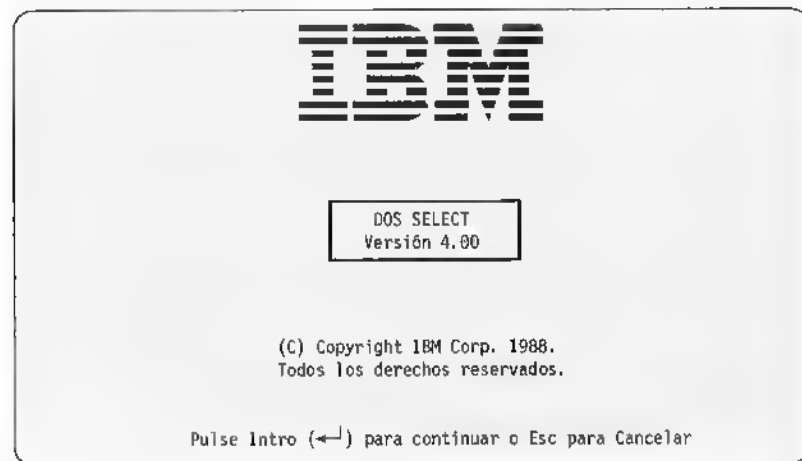 IBM
DOS SELECT
Versión 4.00
(C) Copyright IBM Corp. 1988.
Todos los derechos reservados.
Pulse Intro (↵) para continuar o Esc para Cancelar